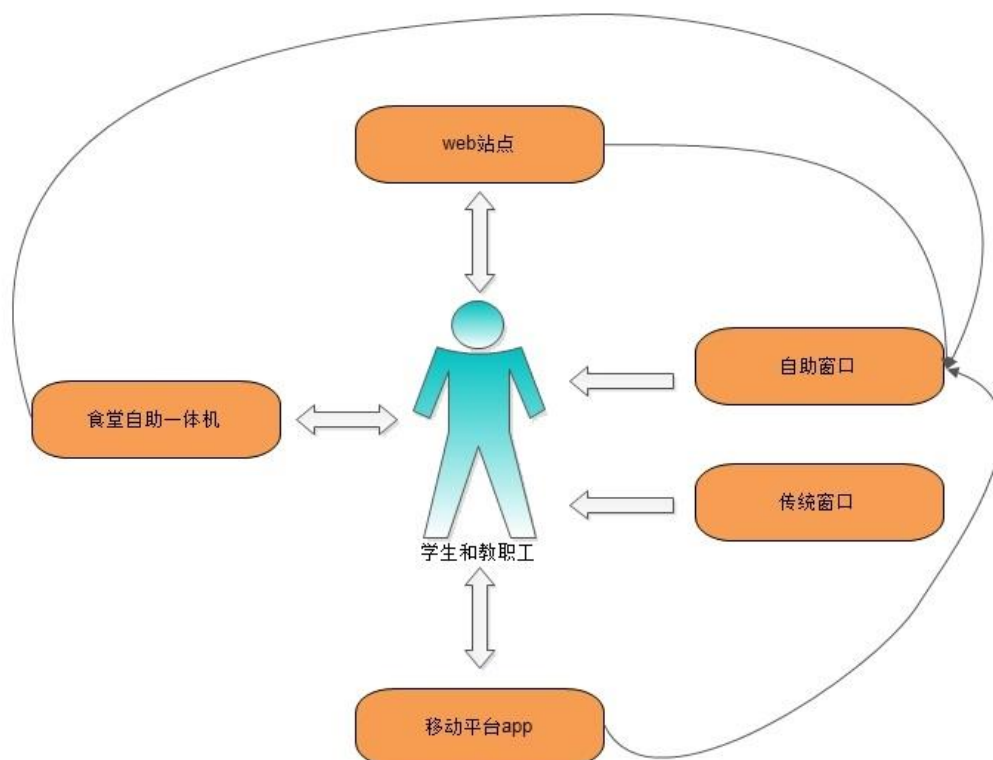 web站点
自助窗口
食堂自助一体机
传统窗口
学生和教职工
移动平台app